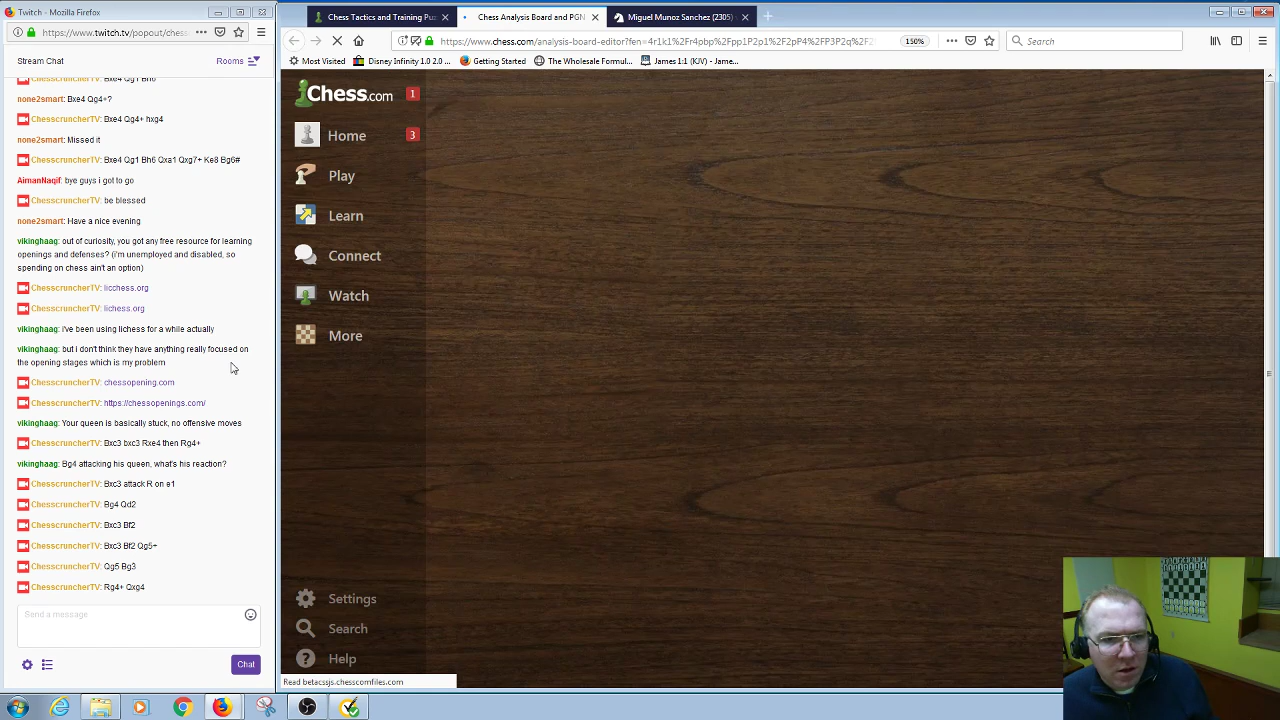 Twitch - Mozilla Firefox
https://www.twitch.tv/popout/chess
Stream Chat
Rooms
ChesscruncherTV: Bxe4 Qg1 Bh6
none2smart: Bxe4 Qg4+?
ChesscruncherTV: Bxe4 Qg4+ hxg4
none2smart: Missed it
ChesscruncherTV: Bxe4 Qg1 Bh6 Qxa1 Qxg7+ Ke8 Bg6#
AimanNaqif: bye guys i got to go
ChesscruncherTV: be blessed
none2smart: Have a nice evening
vikinghaag: out of curiosity, you got any free resource for learning
openings and defenses? (i'm unemployed and disabled, so
spending on chess ain't an option)
ChesscruncherTV: licchess.org
ChesscruncherTV: lichess.org
vikinghaag: i've been using lichess for a while actually
vikinghaag: but i don't think they have anything really focused on
the opening stages which is my problem
ChesscruncherTV: chessopening.com
ChesscruncherTV: https://chessopenings.com/
vikinghaag: Your queen is basically stuck, no offensive moves
ChesscruncherTV: Bxc3 bxc3 Rxe4 then Rg4+
vikinghaag: Bg4 attacking his queen, what's his reaction?
ChesscruncherTV: Bxc3 attack R on e1
ChesscruncherTV: Bg4 Qd2
ChesscruncherTV: Bxc3 Bf2
ChesscruncherTV: Bxc3 Bf2 Qg5+
ChesscruncherTV: Qg5 Bg3
ChesscruncherTV: Rg4+ Qxg4
Send a message
Chat
Chess Tactics and Training Puz
Chess Analysis Board and PGN
Miguel Munoz Sanchez (2305) v
https://www.chess.com/analysis-board-editor?fen=4r1k1%2Fr4pbp%2Fpp1P2p1%2F2pP4%2FP3P2q%2F2
150%
Search
Most Visited
Disney Infinity 1.0 2.0 ...
Getting Started
The Wholesale Formul...
James 1:1 (KJV) - Jame...
Chess.com
1
Home
3
Play
Learn
Connect
Watch
More
Settings
Search
Help
Read betacssjs.chesscomfiles.com